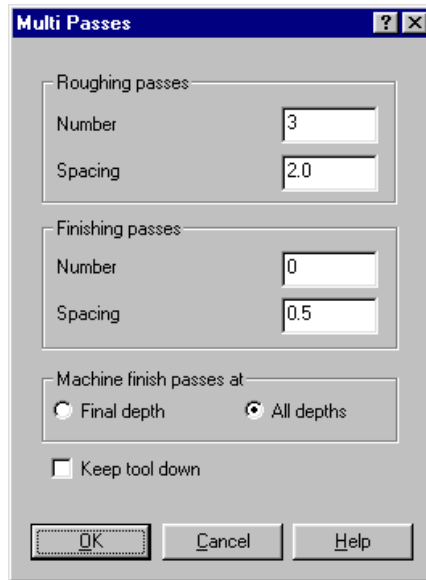 Multi Passes
Roughing passes
Number 3
Spacing 2.0
Finishing passes
Number 0
Spacing 0.5
Machine finish passes at
Final depth All depths
Keep tool down
OK Cancel Help